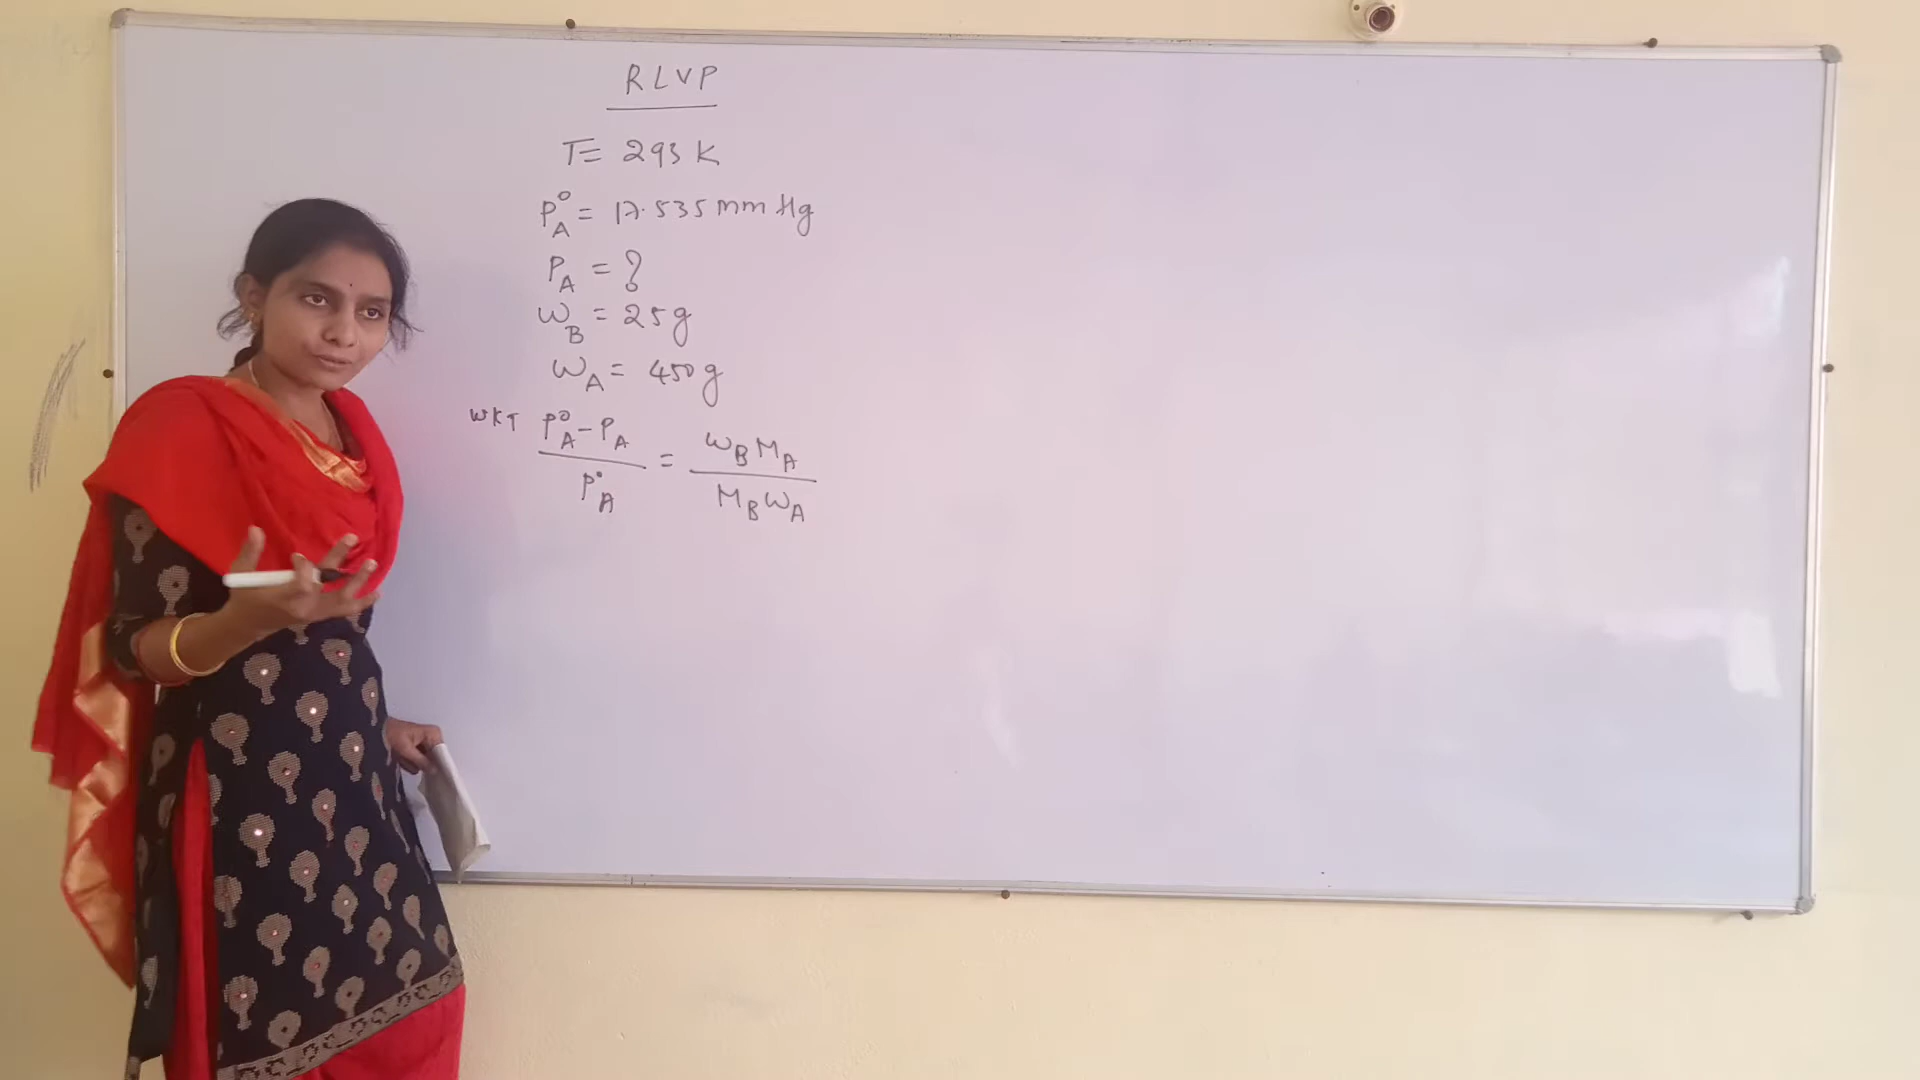 RLVP
T = 293 K
P°A = 17.535 mm Hg
PA = ?
wB = 25g
wA = 450g
WKT P°A - PA / P°A = wB MA / MB wA